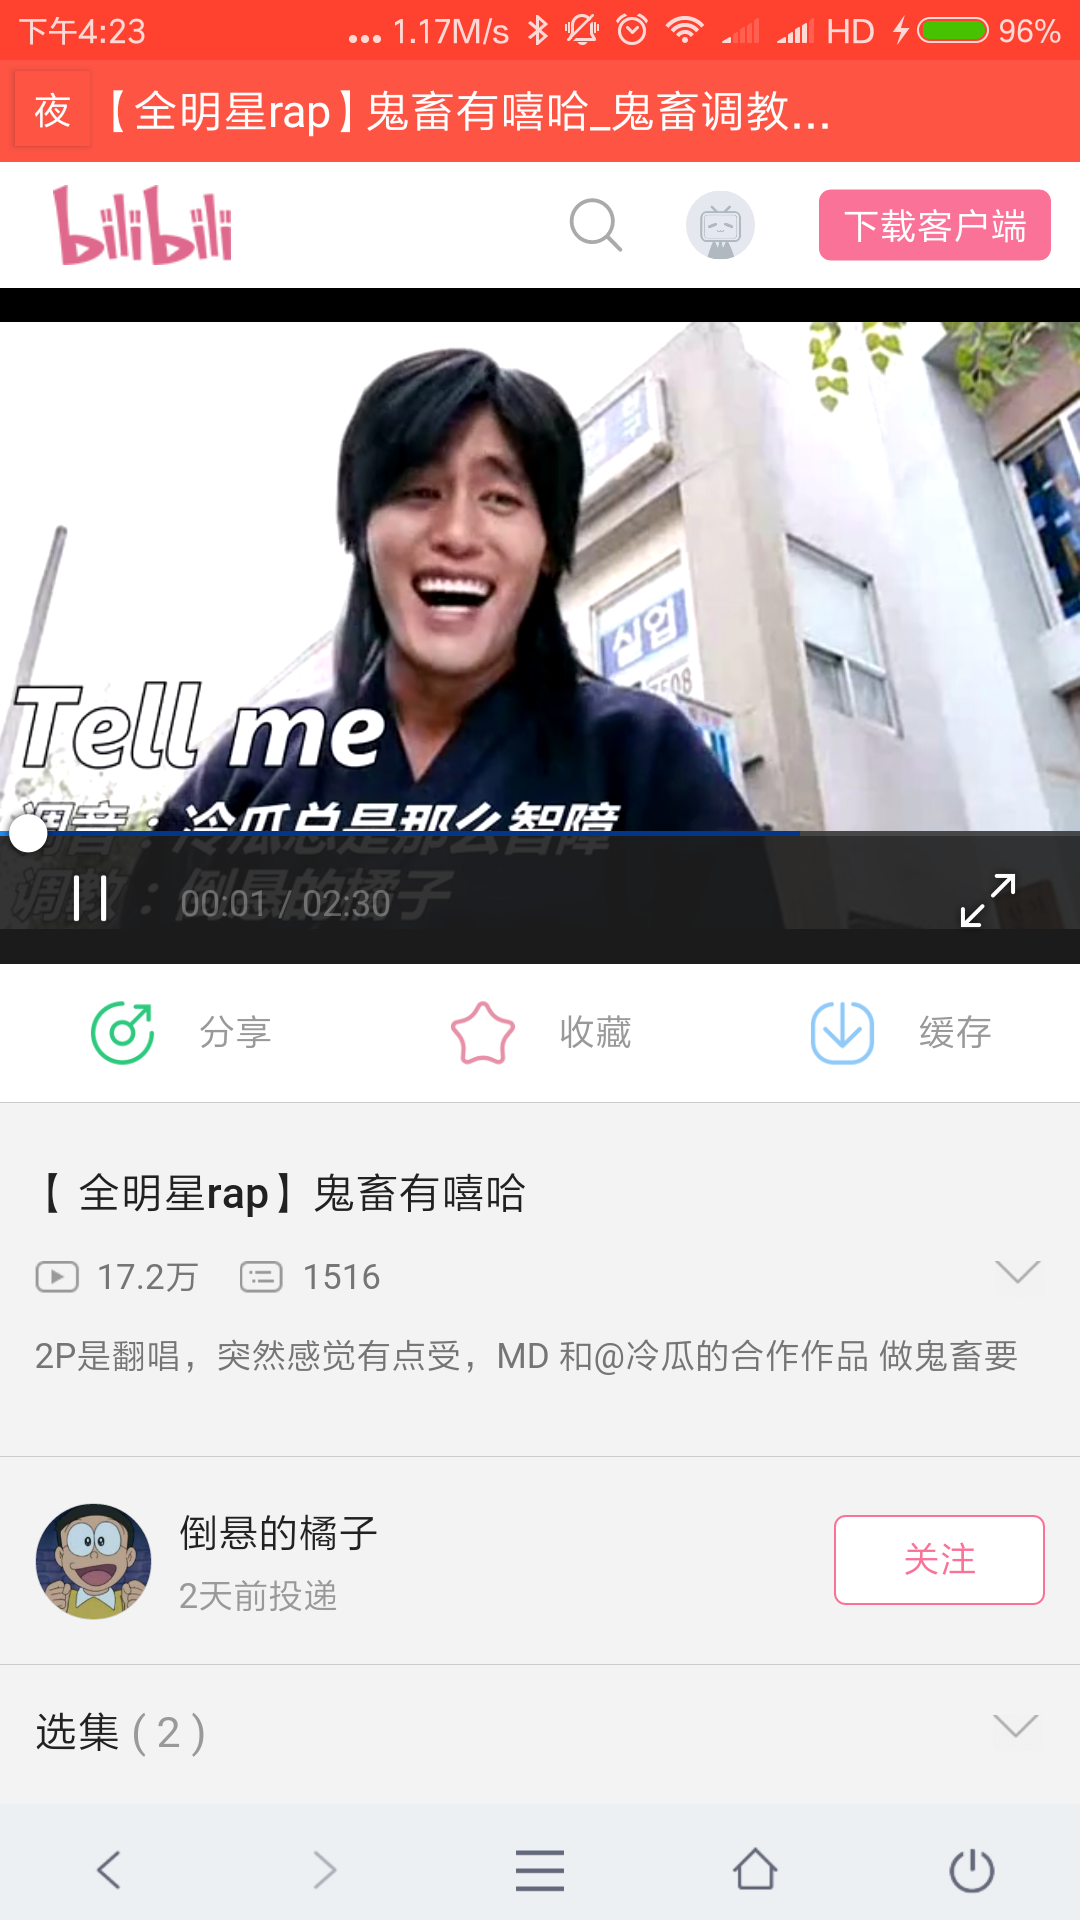 下午4:23
... 1.17M/s
HD
96%
夜
【全明星rap】鬼畜有嘻哈_鬼畜调教...
bilibili
下载客户端
실업
7508
Tell me
调音：冷瓜总是那么智障
调教：倒悬的橘子
00:01 / 02:30
分享
收藏
缓存
【 全明星rap】鬼畜有嘻哈
17.2万
1516
2P是翻唱，突然感觉有点受，MD 和@冷瓜的合作作品 做鬼畜要
倒悬的橘子
2天前投递
关注
选集 ( 2 )